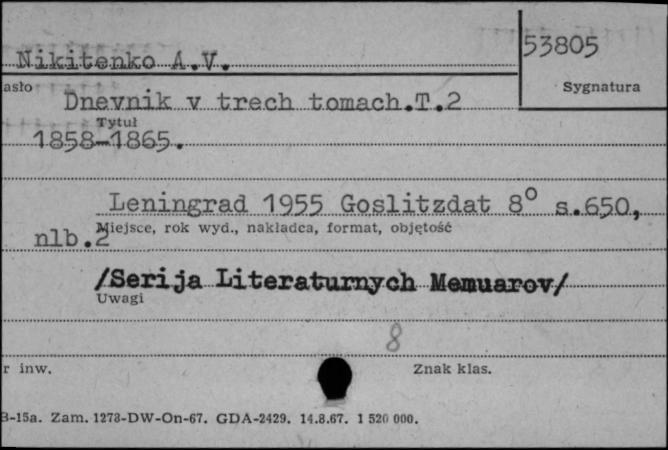 Nikitenko A.V.
53805
asło
Sygnatura
Dnevnik v trech tomach.T.2
Tytuł
1858-1865.
Leningrad 1955 Goslitzdat 8° s.650,
Miejsce, rok wyd., nakładca, format, objętość
nlb.2
/Serija Literaturnych Memuarov/
Uwagi
8
r inw.
Znak klas.
B-15a. Zam. 1273-DW-On-67. GDA-2429. 14.8.67. 1 520 000.